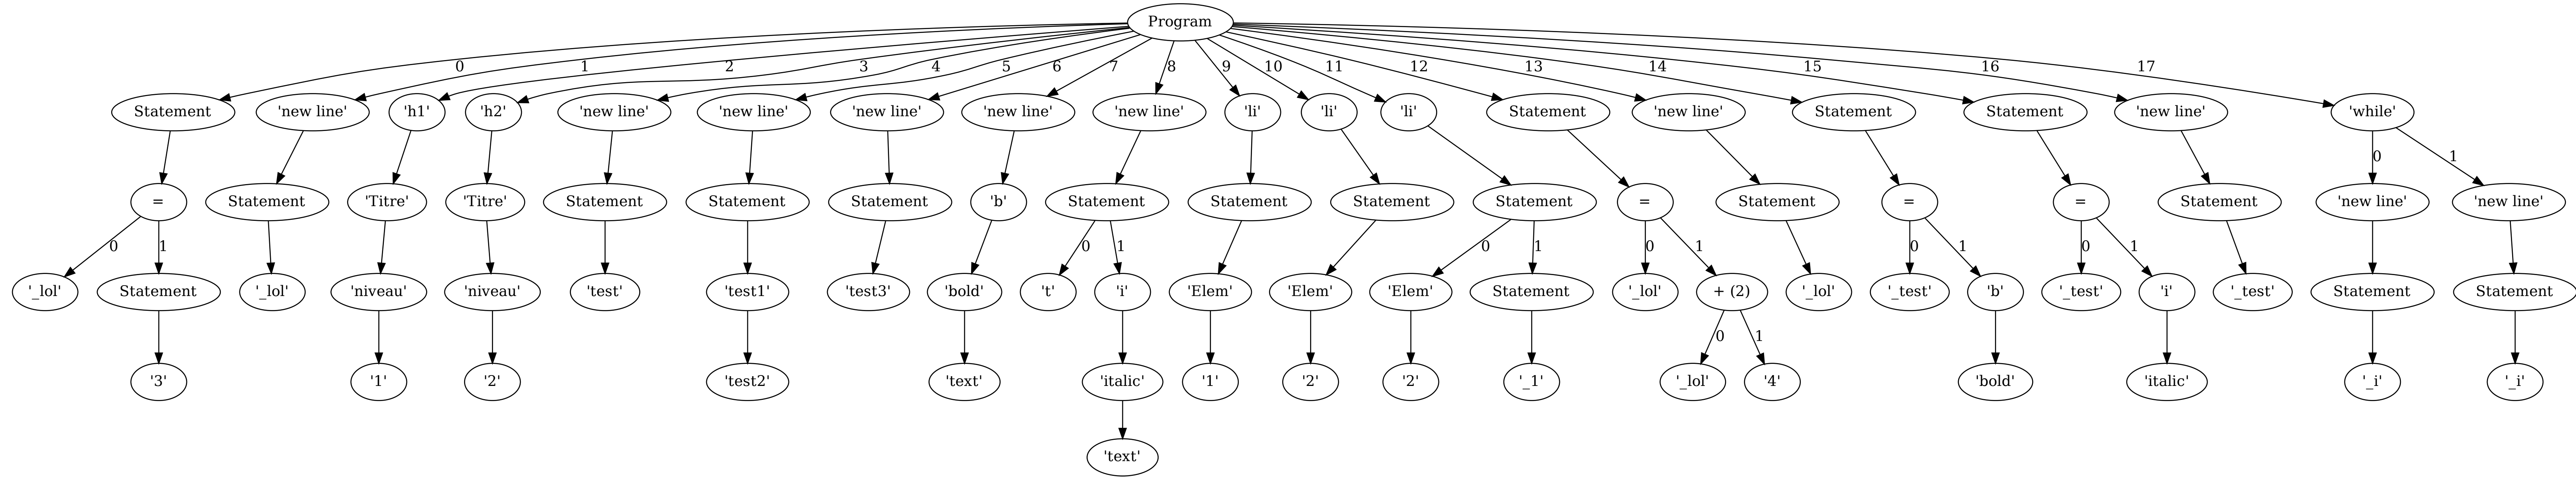 Program
0 1 2 3 4 5 6 7 8 9 10 11 12 13 14 15 16 17
Statement 'new line' 'h1' 'h2' 'new line' 'new line' 'new line' 'new line' 'new line' 'li' 'li' 'li' Statement 'new line' Statement Statement 'new line' 'while'
0 1
= Statement 'Titre' 'Titre' Statement Statement Statement 'b' Statement Statement Statement Statement = Statement = = Statement 'new line' 'new line'
0 1 0 1 0 1 0 1 0 1 0 1
'_lol' Statement '_lol' 'niveau' 'niveau' 'test' 'test1' 'test3' 'bold' 't' 'i' 'Elem' 'Elem' 'Elem' Statement '_lol' + (2) '_lol' '_test' 'b' '_test' 'i' '_test' Statement Statement
0 1
'3' '1' '2' 'test2' 'text' 'italic' '1' '2' '2' '_1' '_lol' '4' 'bold' 'italic' '_i' '_i'
'text'